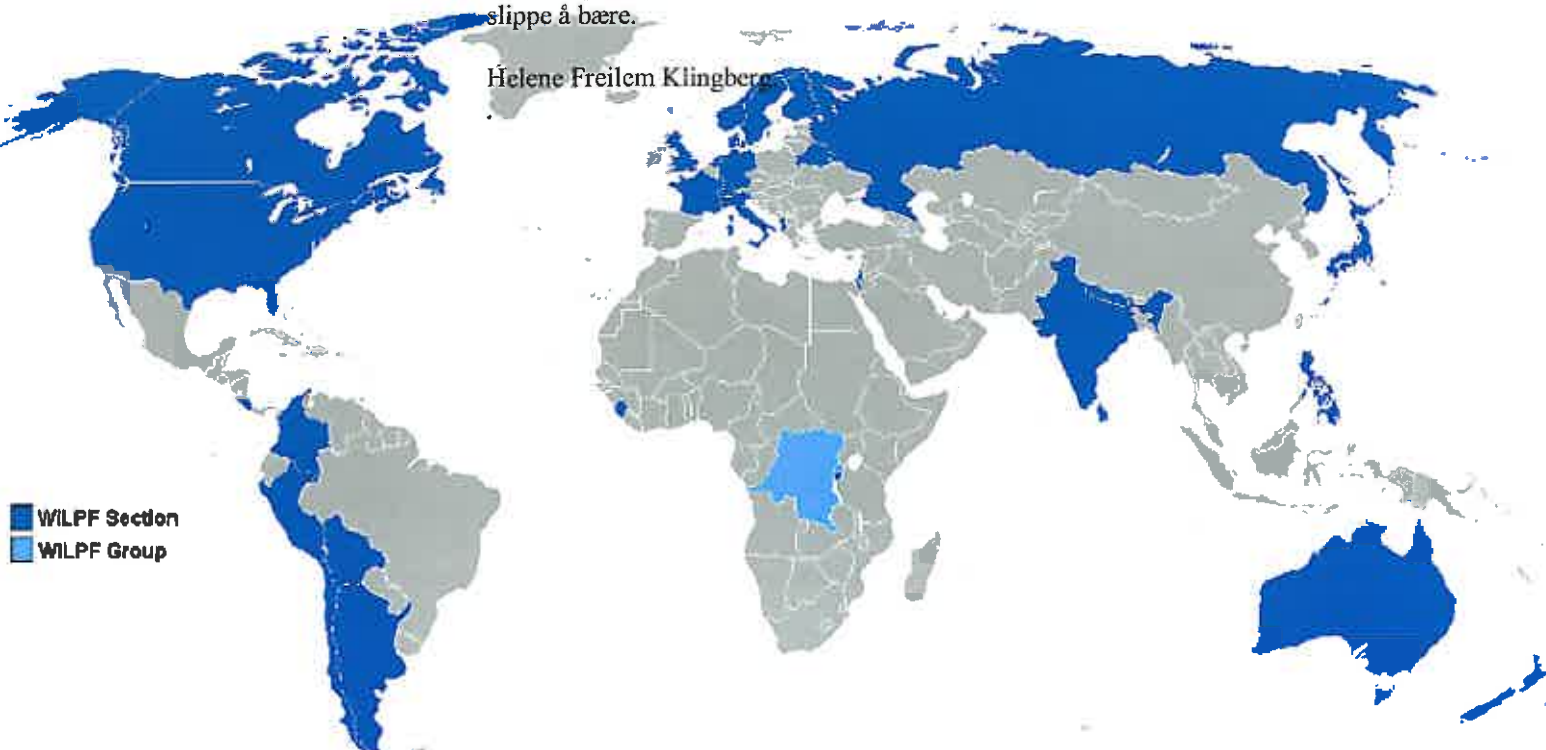 slippe å bære.
Helene Freilem Klingberg
.
WILPF Section
WILPF Group